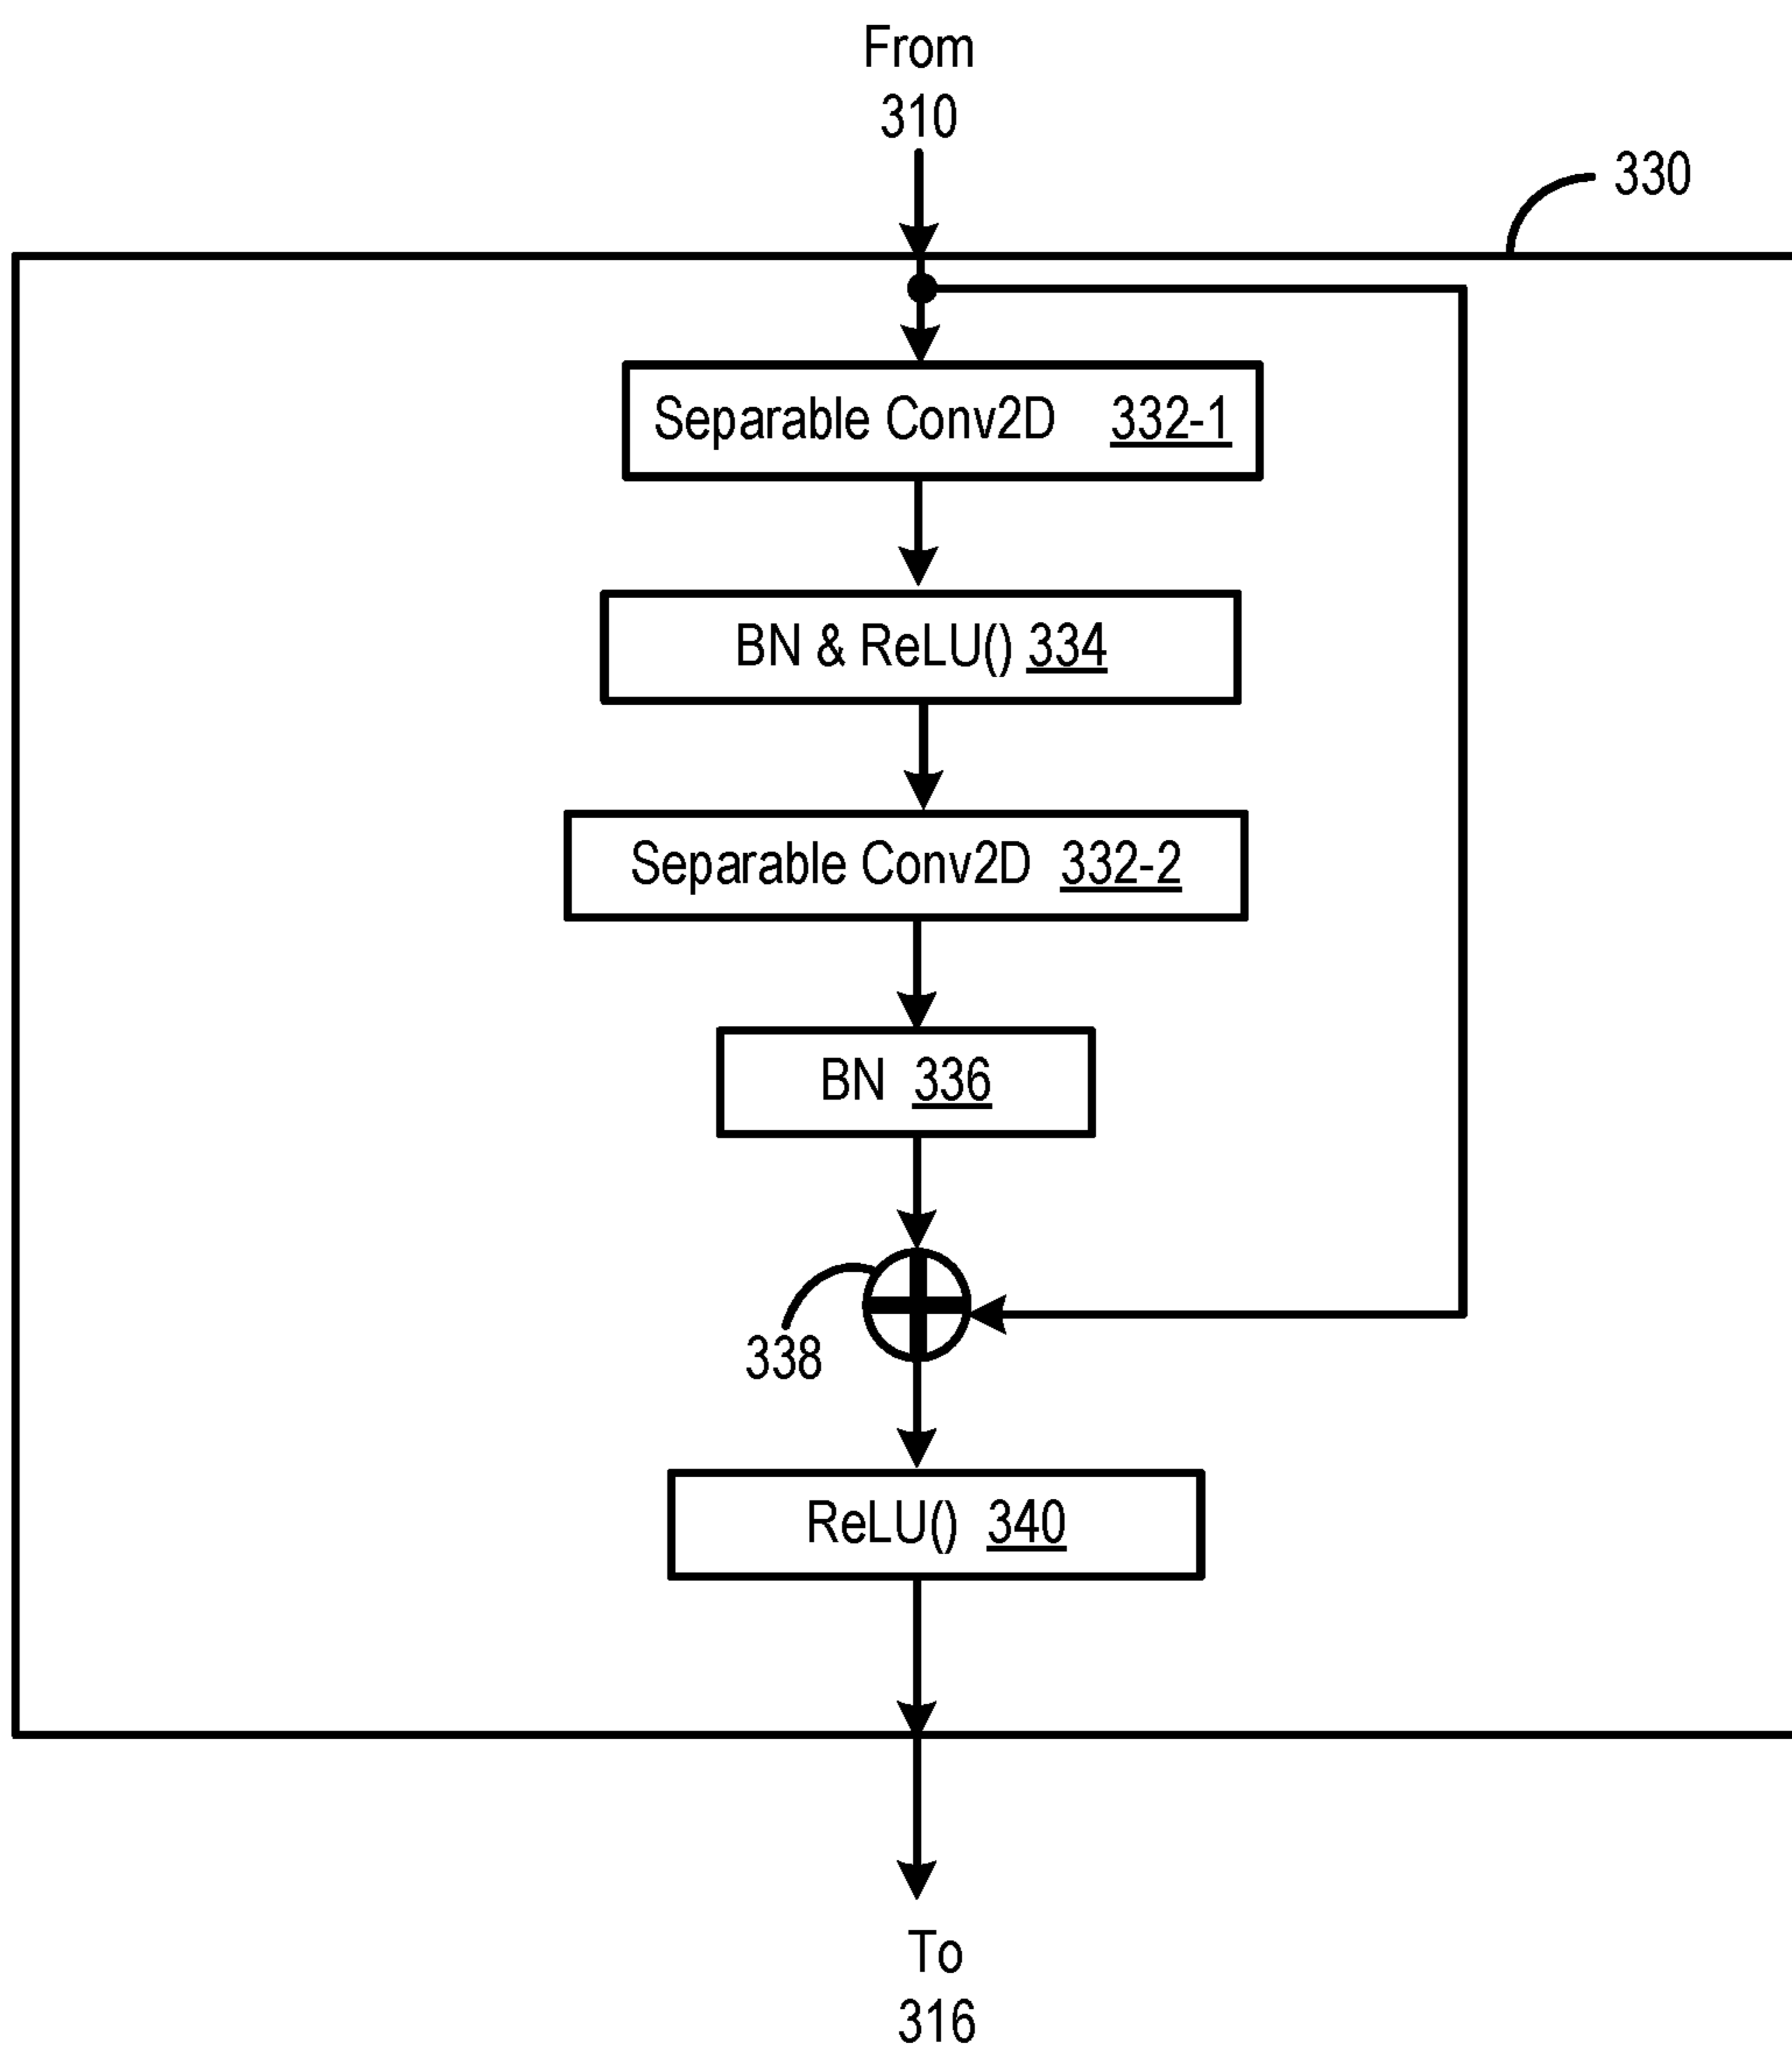 From
310
330
Separable Conv2D 332-1
BN & ReLU() 334
Separable Conv2D 332-2
BN 336
338
ReLU() 340
To
316